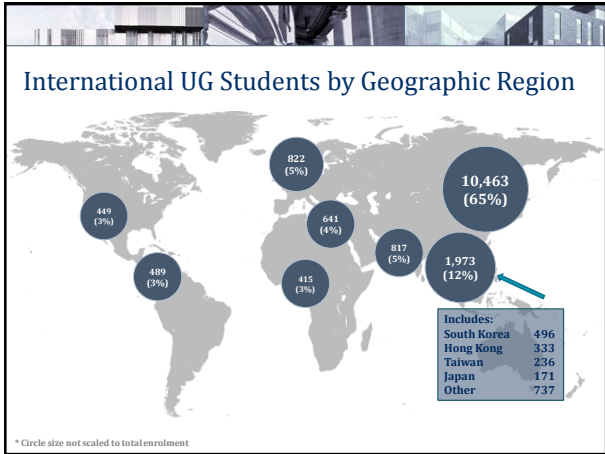 International UG Students by Geographic Region
822
(5%)
10,463
(65%)
449
(3%)
641
(4%)
817
(5%)
1,973
(12%)
489
(3%)
415
(3%)
Includes:
South Korea 496
Hong Kong 333
Taiwan 236
Japan 171
Other 737
* Circle size not scaled to total enrolment